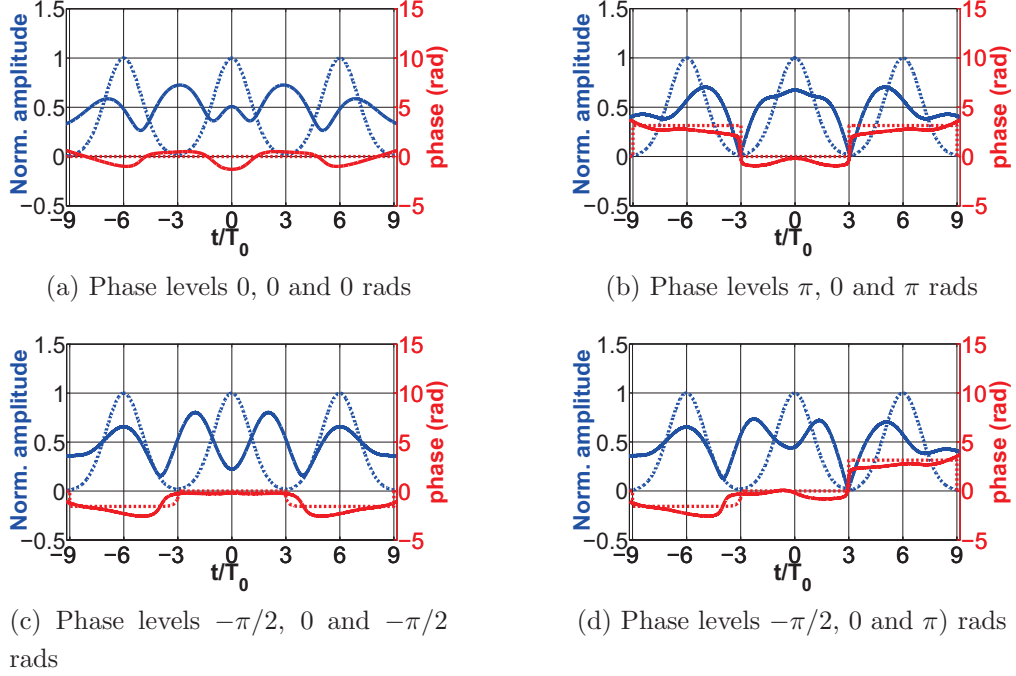 1.5
1
0.5
0
−0.5
Norm. amplitude
15
10
5
0
−5
phase (rad)
−9 −6 −3 0 3 6 9
t/T0
(a) Phase levels 0, 0 and 0 rads
1.5
1
0.5
0
−0.5
Norm. amplitude
15
10
5
0
−5
phase (rad)
−9 −6 −3 0 3 6 9
t/T0
(b) Phase levels π, 0 and π rads
1.5
1
0.5
0
−0.5
Norm. amplitude
15
10
5
0
−5
phase (rad)
−9 −6 −3 0 3 6 9
t/T0
(c) Phase levels −π/2, 0 and −π/2
rads
1.5
1
0.5
0
−0.5
Norm. amplitude
15
10
5
0
−5
phase (rad)
−9 −6 −3 0 3 6 9
t/T0
(d) Phase levels −π/2, 0 and π) rads